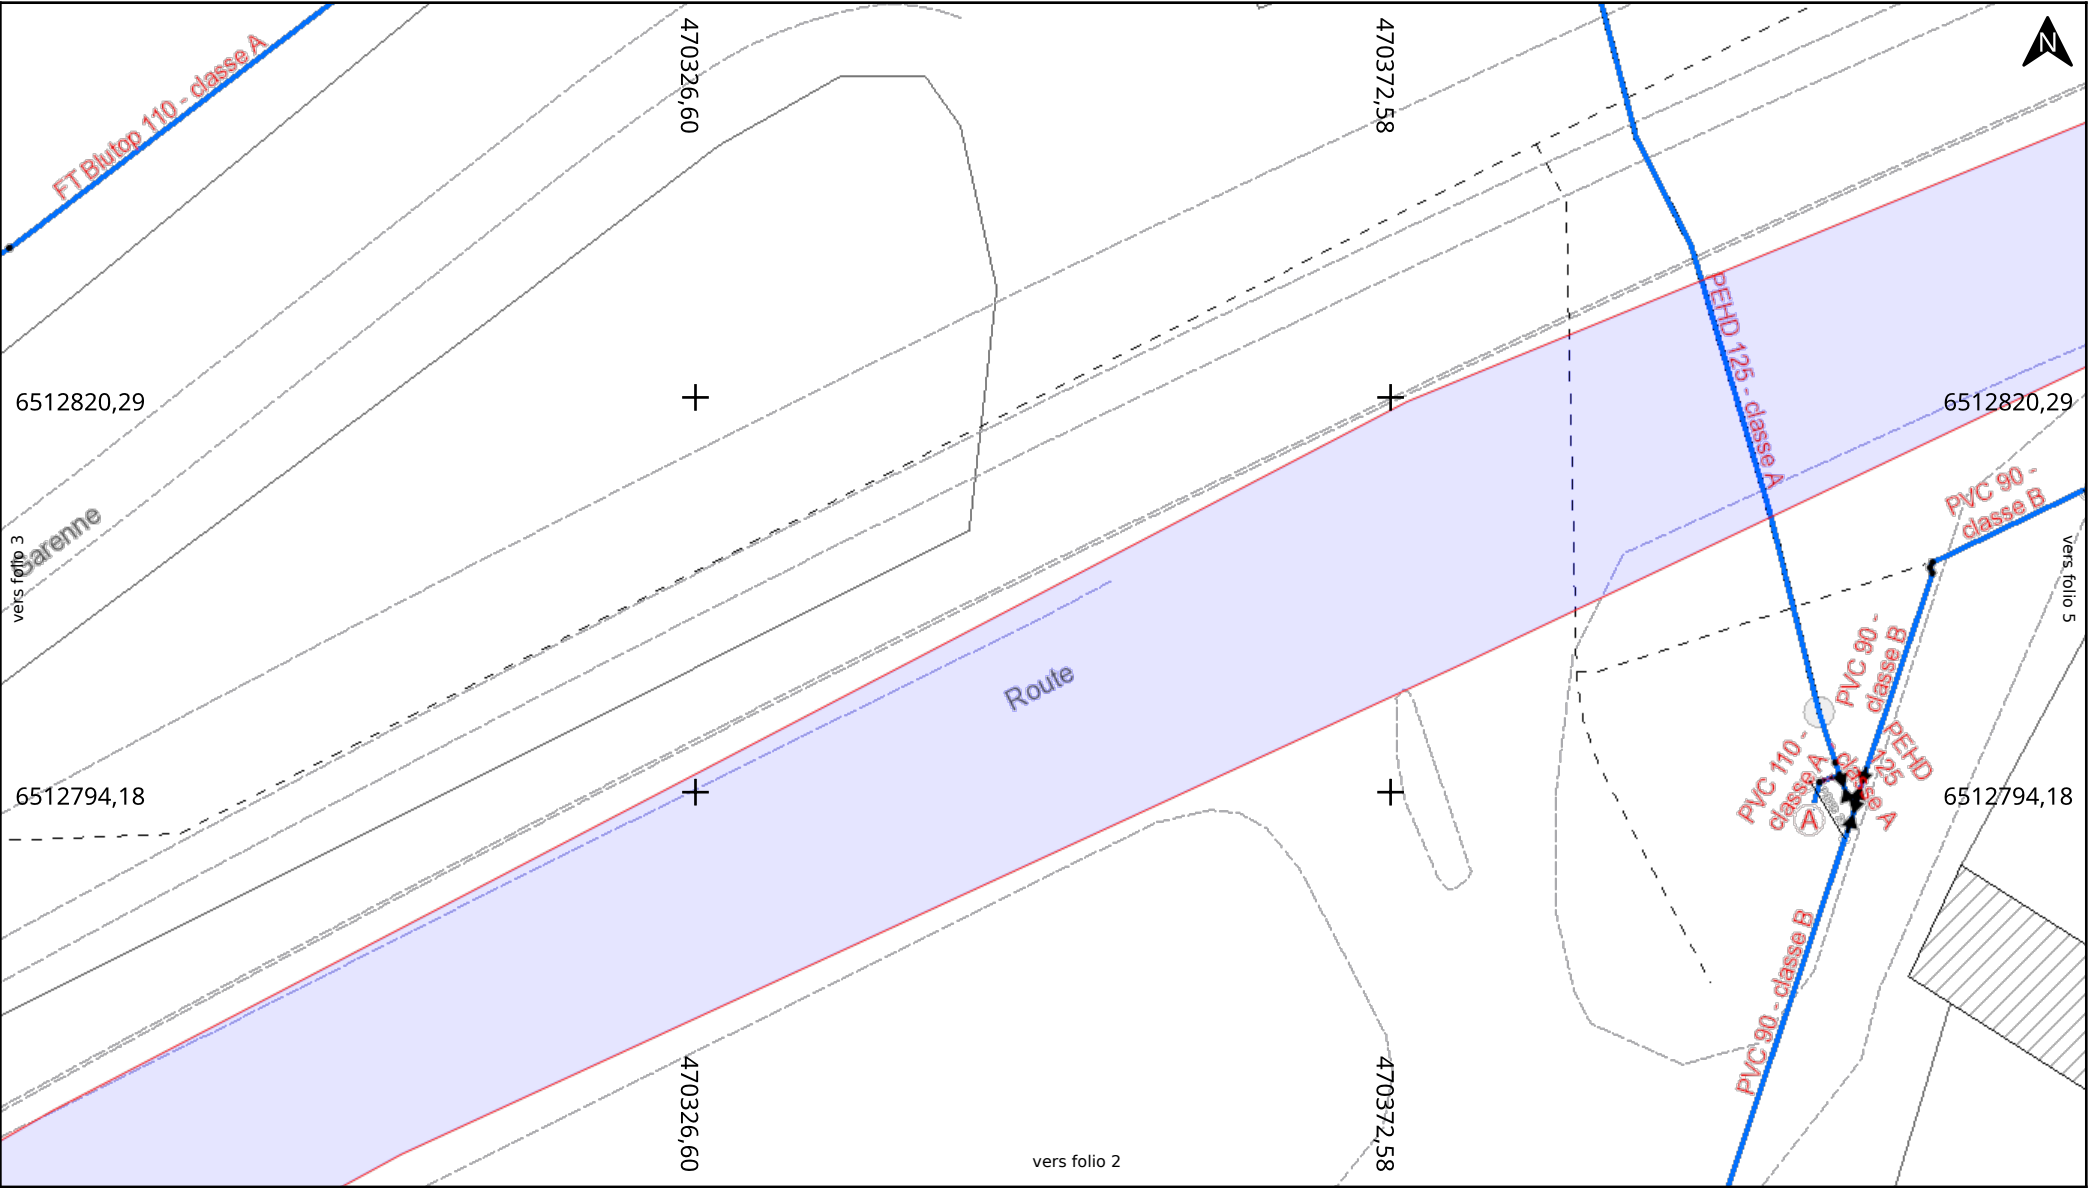 470326,60
470372,58
N
FT Blutop 110 - classe A
PEHD 125 - classe A
6512820,29
6512820,29
PVC 90 -
classe B
Garenne
vers folio 3
vers folio 5
PVC 90 -
classe B
Route
PEHD
125
classe A
PVC 110 -
classe A
A
6512794,18
6512794,18
PVC 90 - classe B
470326,60
470372,58
vers folio 2